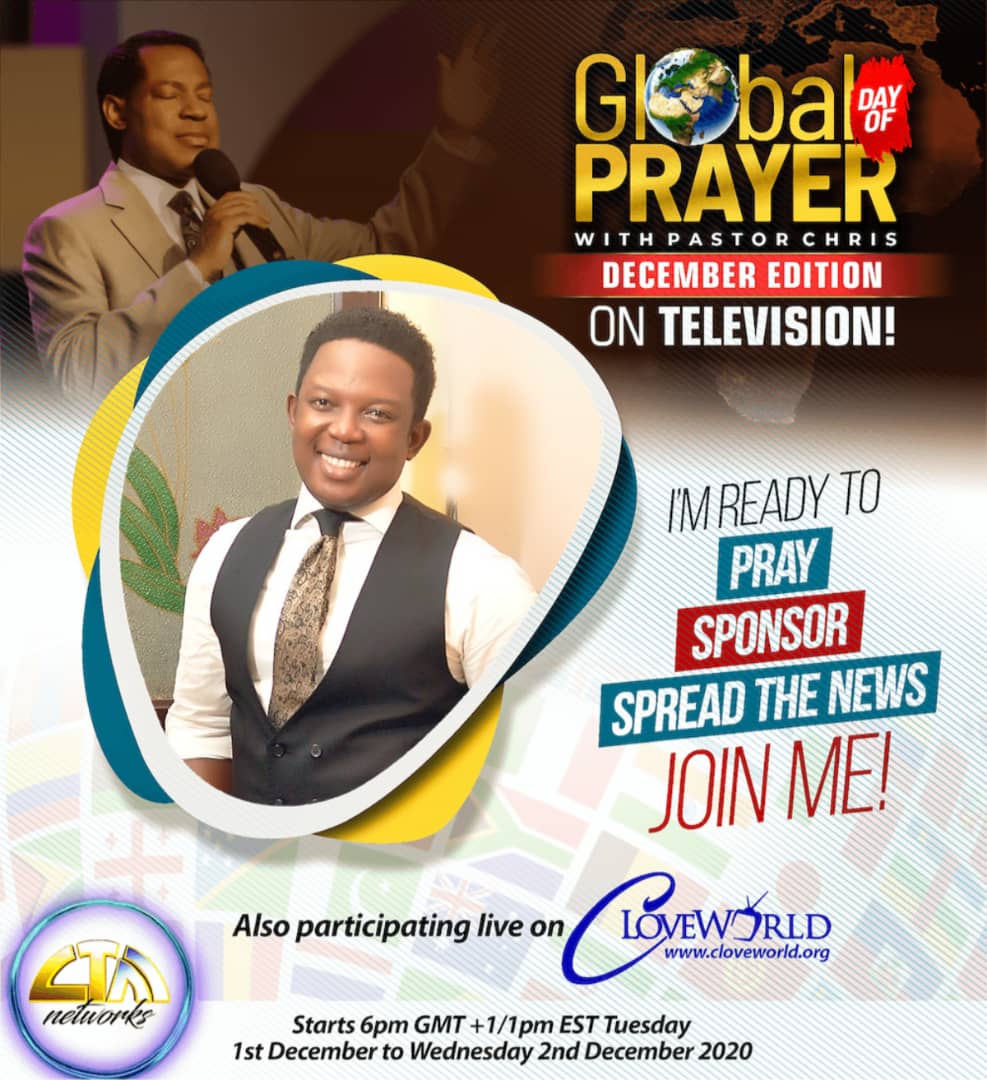 Global
DAY
OF
PRAYER
WITH PASTOR CHRIS
DECEMBER EDITION
ON TELEVISION!
I'M READY TO
PRAY
SPONSOR
SPREAD THE NEWS
JOIN ME!
Also participating live on
CLOVEWORLD
www.cloveworld.org
networks
Starts 6pm GMT +1/1pm EST Tuesday
1st December to Wednesday 2nd December 2020